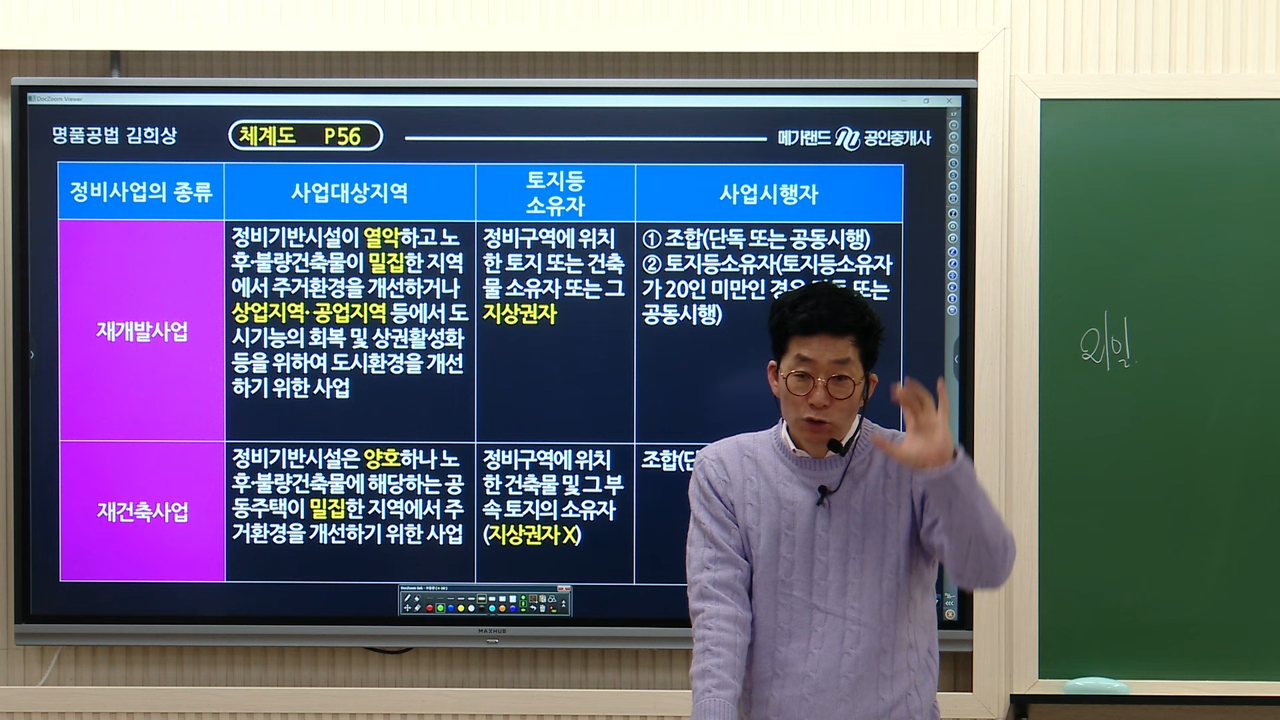 DocZoom Viewer
명품공법 김희상
체계도 P56
메가랜드 공인중개사
정비사업의 종류
사업대상지역
토지등
소유자
사업시행자
재개발사업
정비기반시설이 열악하고 노
후·불량건축물이 밀집한 지역
에서 주거환경을 개선하거나
상업지역·공업지역 등에서 도
시기능의 회복 및 상권활성화
등을 위하여 도시환경을 개선
하기 위한 사업
정비구역에 위치
한 토지 또는 건축
물 소유자 또는 그
지상권자
① 조합(단독 또는 공동시행)
② 토지등소유자(토지등소유자
가 20인 미만인 경우 또는
공동시행)
재건축사업
정비기반시설은 양호하나 노
후·불량건축물에 해당하는 공
동주택이 밀집한 지역에서 주
거환경을 개선하기 위한 사업
정비구역에 위치
한 건축물 및 그 부
속 토지의 소유자
(지상권자 X)
조합(단
MAXHUB